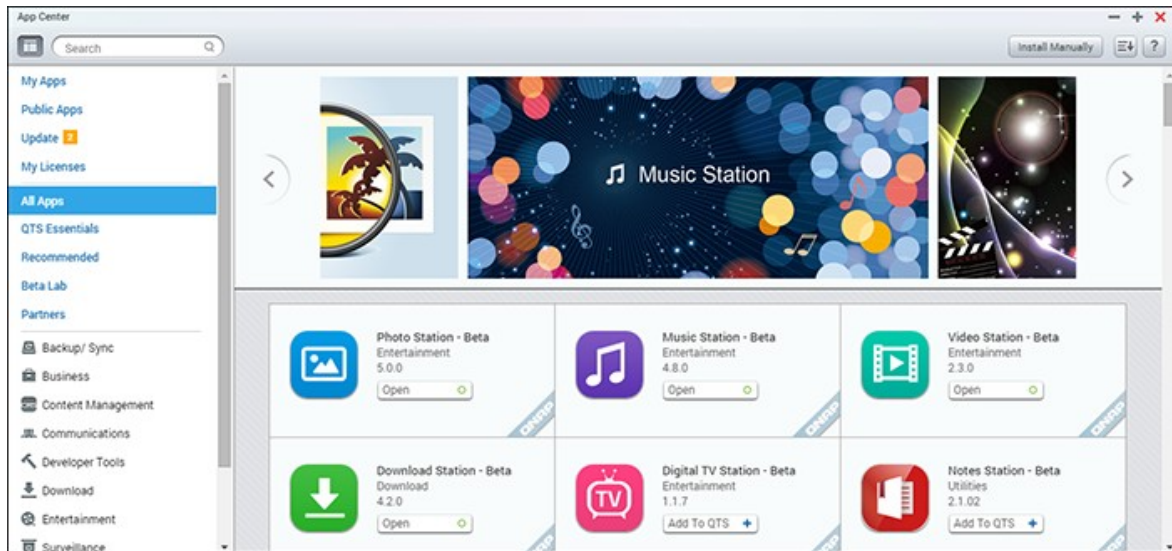 App Center
Search
Install Manually
?
My Apps
Public Apps
Update 2
My Licenses
All Apps
QTS Essentials
Recommended
Beta Lab
Partners
Backup/ Sync
Business
Content Management
Communications
Developer Tools
Download
Entertainment
Surveillance
Music Station
Photo Station - Beta
Entertainment
5.0.0
Open
QNAP
Music Station - Beta
Entertainment
4.8.0
Open
QNAP
Video Station - Beta
Entertainment
2.3.0
Open
QNAP
Download Station - Beta
Download
4.2.0
Open
TV
Digital TV Station - Beta
Entertainment
1.1.7
Add To QTS +
Notes Station - Beta
Utilities
2.1.02
Add To QTS +